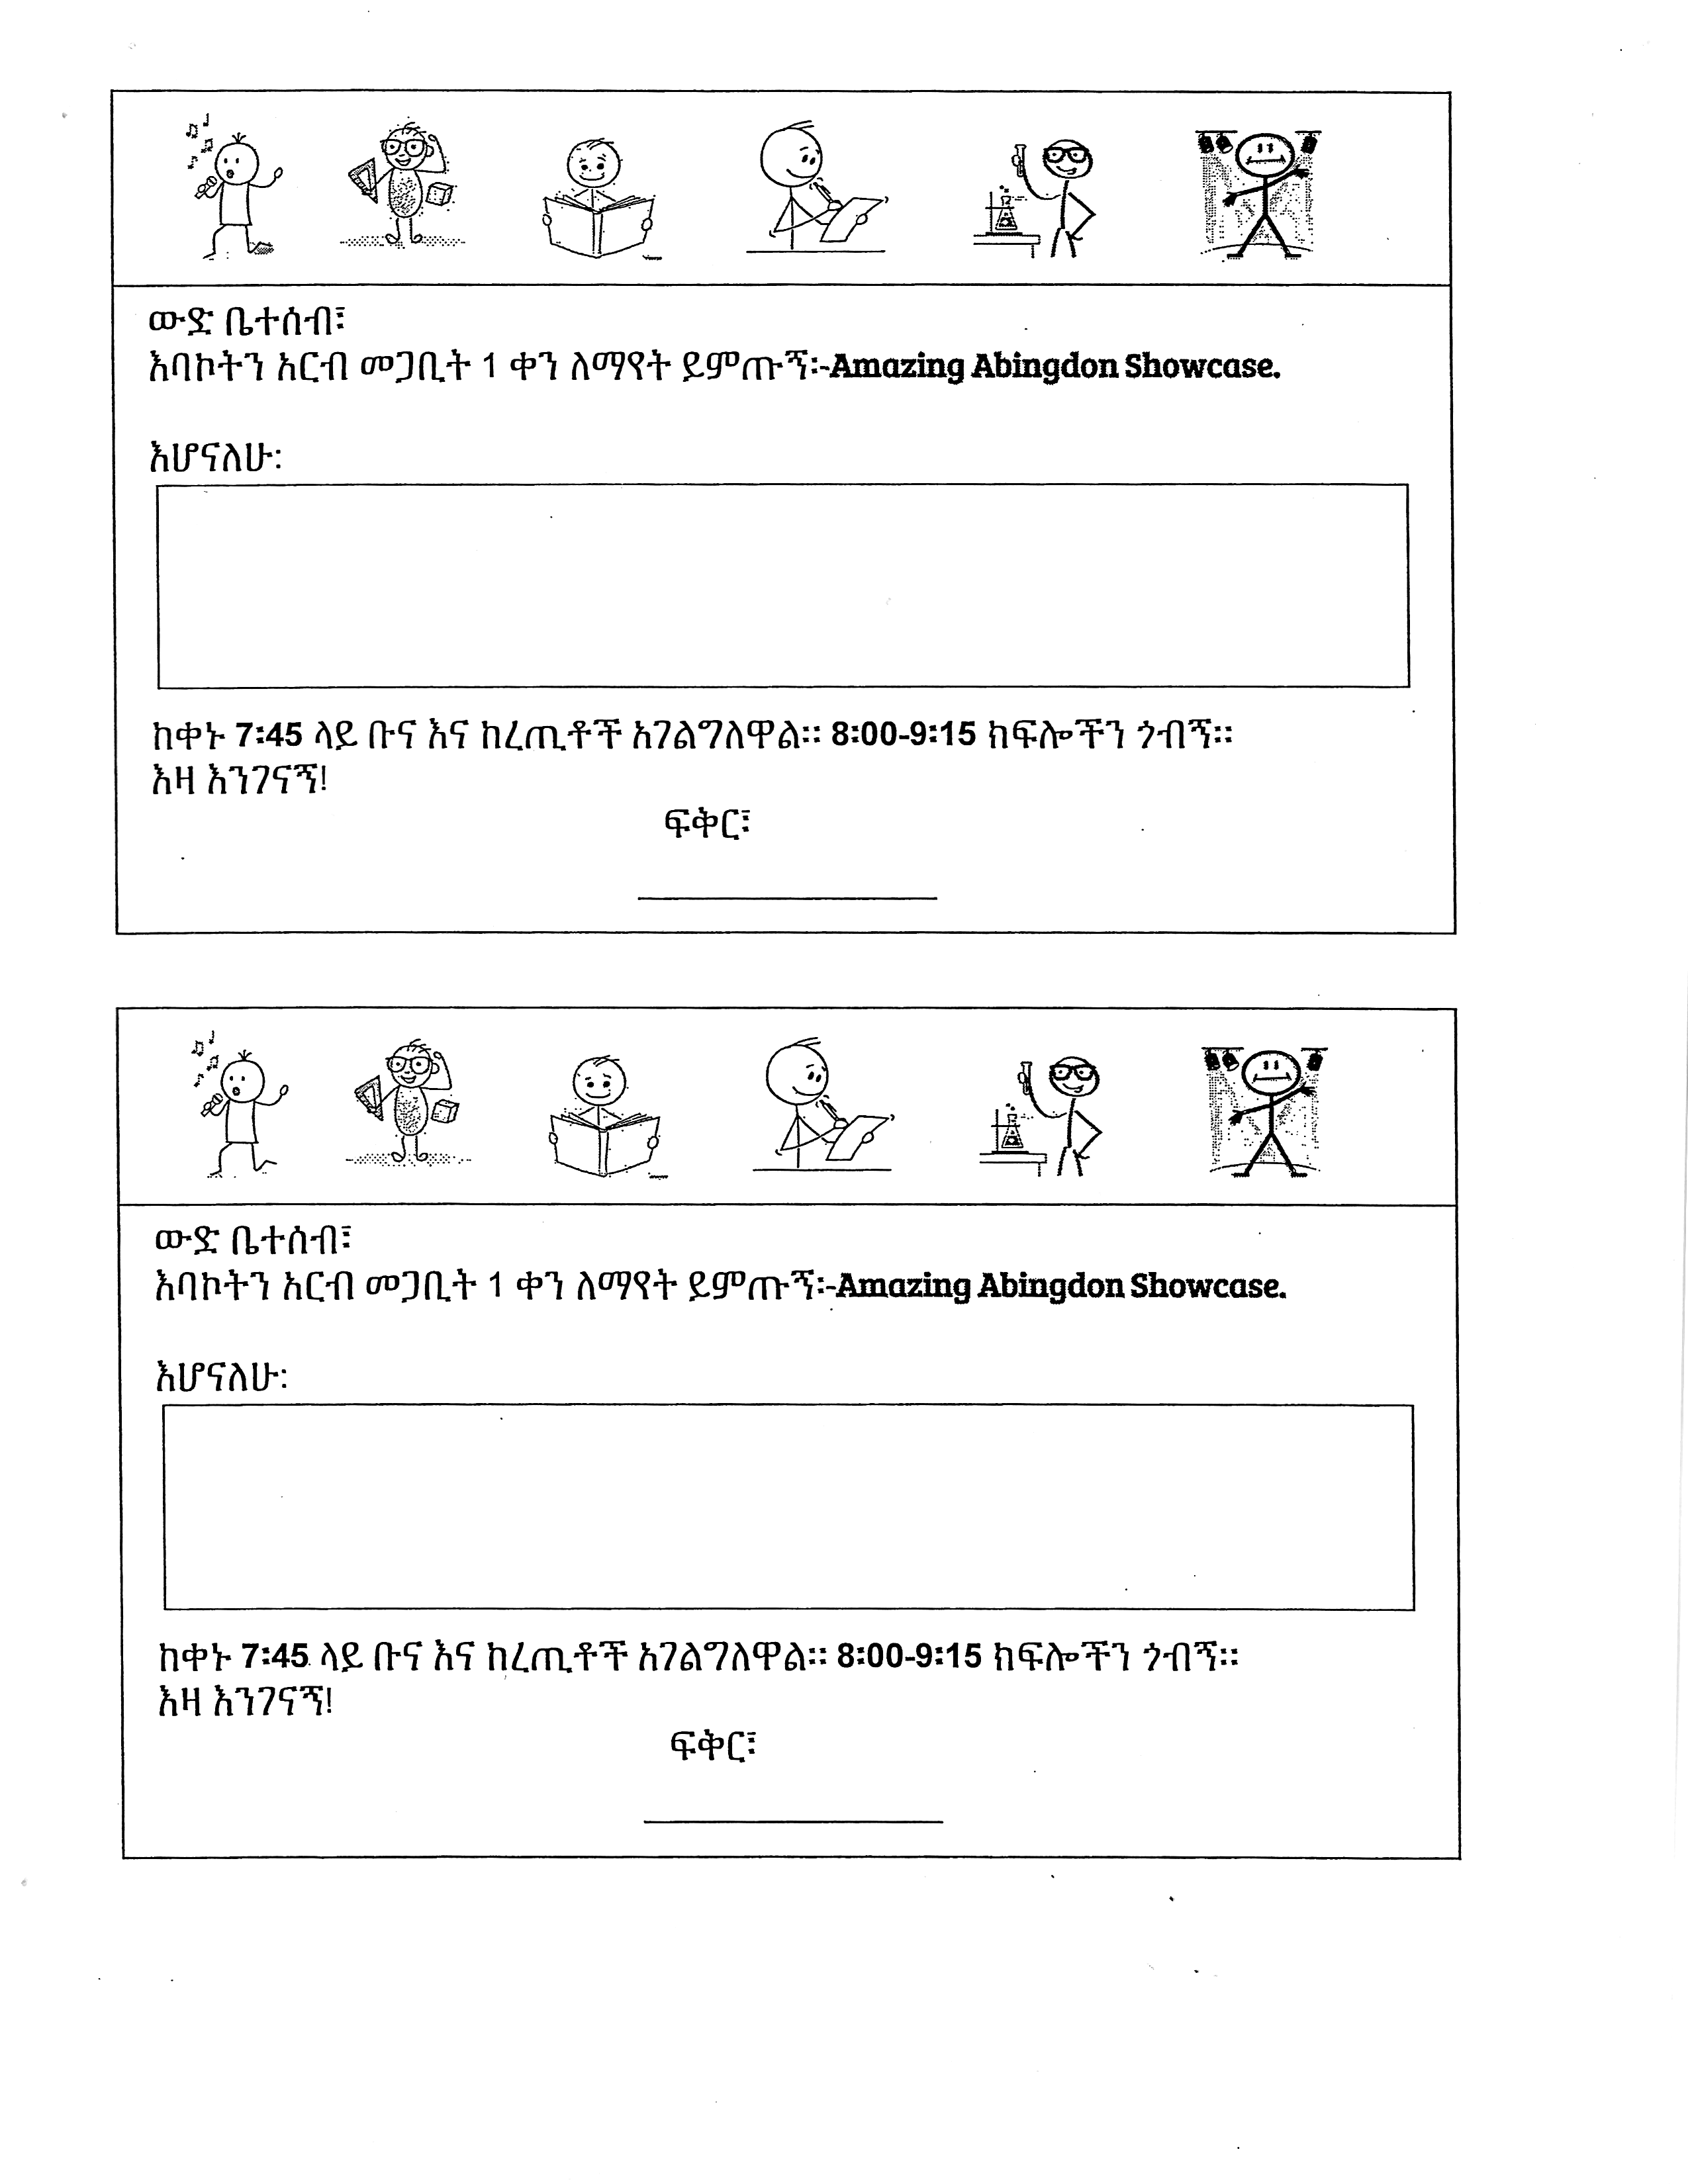 ውድ ቤተሰብ፣
እባኮትን አርብ መጋቢት 1 ቀን ለማየት ይምጡኝ፡-Amazing Abingdon Showcase.
እሆናለሁ:
ከቀኑ 7:45 ላይ ቡና እና ከረጢቶች አገልግለዋል። 8:00-9:15 ክፍሎችን ጎብኝ።
እዛ እንገናኝ!
ፍቅር፣
ውድ ቤተሰብ፣
እባኮትን አርብ መጋቢት 1 ቀን ለማየት ይምጡኝ፡-Amazing Abingdon Showcase.
እሆናለሁ:
ከቀኑ 7:45 ላይ ቡና እና ከረጢቶች አገልግለዋል። 8:00-9:15 ክፍሎችን ጎብኝ።
እዛ እንገናኝ!
ፍቅር፣